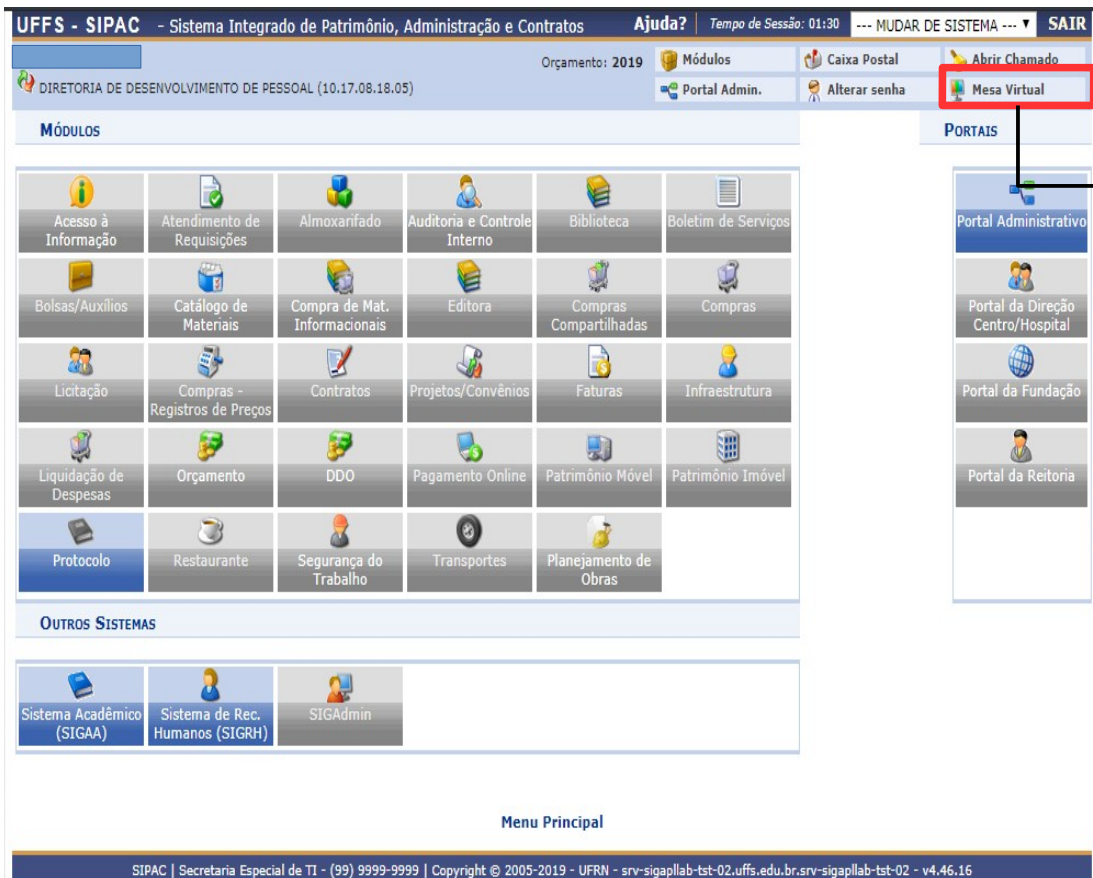 UFFS - SIPAC - Sistema Integrado de Patrimônio, Administração e Contratos Ajuda? Tempo de Sessão: 01:30 --- MUDAR DE SISTEMA --- SAIR
Orçamento: 2019 Módulos Caixa Postal Abrir Chamado
DIRETORIA DE DESENVOLVIMENTO DE PESSOAL (10.17.08.18.05) Portal Admin. Alterar senha Mesa Virtual
MÓDULOS PORTAIS
Acesso à Informação
Atendimento de Requisições
Almoxarifado
Auditoria e Controle Interno
Biblioteca
Boletim de Serviços
Portal Administrativo
Bolsas/Auxílios
Catálogo de Materiais
Compra de Mat. Informacionais
Editora
Compras Compartilhadas
Compras
Portal da Direção Centro/Hospital
Licitação
Compras - Registros de Preços
Contratos
Projetos/Convênios
Faturas
Infraestrutura
Portal da Fundação
Liquidação de Despesas
Orçamento
DDO
Pagamento Online
Patrimônio Móvel
Patrimônio Imóvel
Portal da Reitoria
Protocolo
Restaurante
Segurança do Trabalho
Transportes
Planejamento de Obras
OUTROS SISTEMAS
Sistema Acadêmico (SIGAA)
Sistema de Rec. Humanos (SIGRH)
SIGAdmin
Menu Principal
SIPAC | Secretaria Especial de TI - (99) 9999-9999 | Copyright © 2005-2019 - UFRN - srv-sigapllab-tst-02.uffs.edu.br.srv-sigapllab-tst-02 - v4.46.16